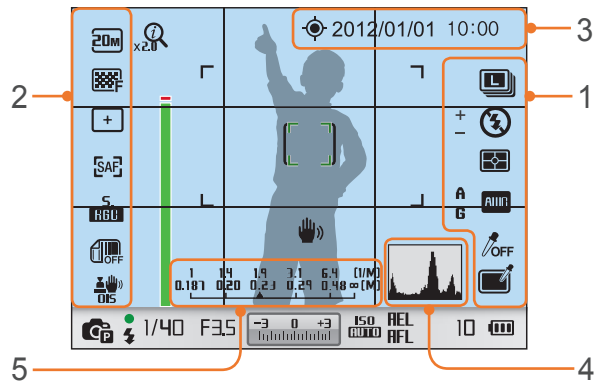 3
2012/01/01 10:00
2
20M
x2.0
i
L
1
F
+
+
−
SAF
S.
RGB
A
G
AWB
OFF
OFF
OIS
1 1.4 1.9 3.1 6.4 (1/M)
0.187 0.20 0.23 0.29 0.48 ∞ (M)
P
1/40 F3.5
-3 0 +3
ISO
AUTO
AEL
AFL
10
5
4